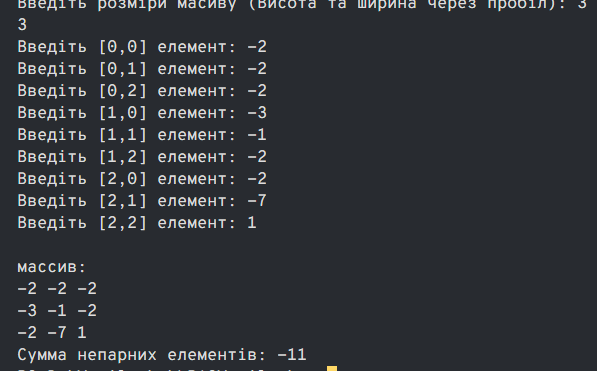 Введіть розміри масиву (Висота та ширина через пробіл): 3
3
Введіть [0,0] елемент: -2
Введіть [0,1] елемент: -2
Введіть [0,2] елемент: -2
Введіть [1,0] елемент: -3
Введіть [1,1] елемент: -1
Введіть [1,2] елемент: -2
Введіть [2,0] елемент: -2
Введіть [2,1] елемент: -7
Введіть [2,2] елемент: 1
массив:
-2 -2 -2
-3 -1 -2
-2 -7 1
Сумма непарних елементів: -11